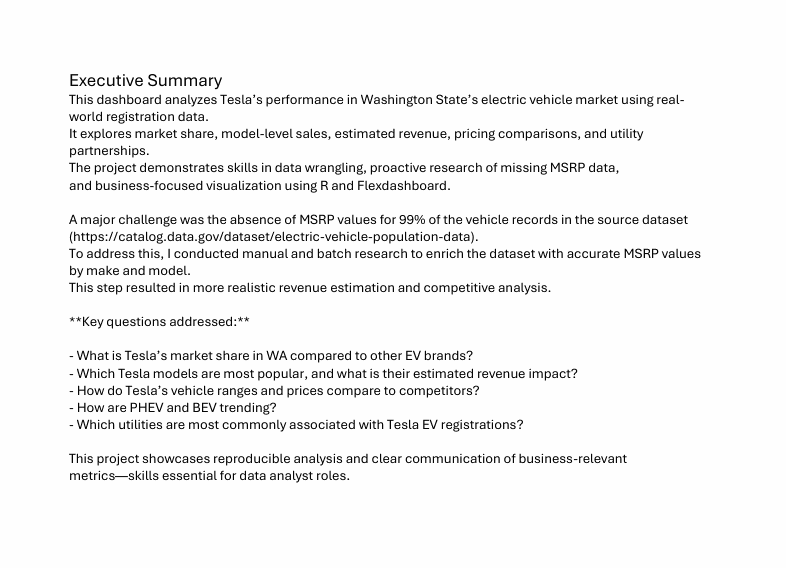 Executive Summary
This dashboard analyzes Tesla’s performance in Washington State’s electric vehicle market using real-
world registration data.
It explores market share, model-level sales, estimated revenue, pricing comparisons, and utility
partnerships.
The project demonstrates skills in data wrangling, proactive research of missing MSRP data,
and business-focused visualization using R and Flexdashboard.
A major challenge was the absence of MSRP values for 99% of the vehicle records in the source dataset
(https://catalog.data.gov/dataset/electric-vehicle-population-data).
To address this, I conducted manual and batch research to enrich the dataset with accurate MSRP values
by make and model.
This step resulted in more realistic revenue estimation and competitive analysis.
**Key questions addressed:**
- What is Tesla’s market share in WA compared to other EV brands?
- Which Tesla models are most popular, and what is their estimated revenue impact?
- How do Tesla’s vehicle ranges and prices compare to competitors?
- How are PHEV and BEV trending?
- Which utilities are most commonly associated with Tesla EV registrations?
This project showcases reproducible analysis and clear communication of business-relevant
metrics—skills essential for data analyst roles.